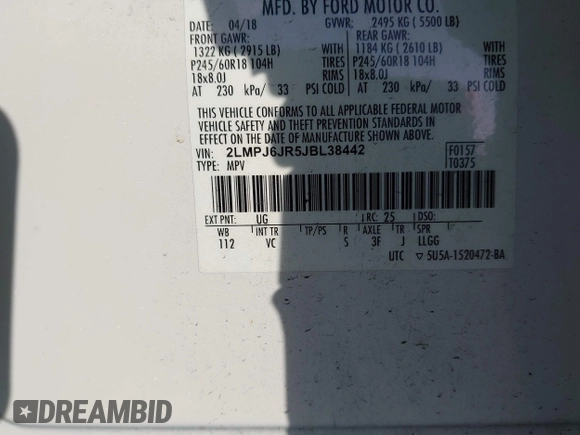 MFD. BY FORD MOTOR CO.
DATE: 04/18 GVWR: 2495 KG ( 5500 LB)
FRONT GAWR: REAR GAWR:
1322 KG ( 2915 LB) 1184 KG ( 2610 LB)
P245/60R18 104H TIRES P245/60R18 104H TIRES
18x8.0J RIMS 18x8.0J RIMS
AT 230 kPa/ 33 PSI COLD AT 230 kPa/ 33 PSI COLD
THIS VEHICLE CONFORMS TO ALL APPLICABLE FEDERAL MOTOR
VEHICLE SAFETY AND THEFT PREVENTION STANDARDS IN
EFFECT ON THE DATE OF MANUFACTURE SHOWN ABOVE.
VIN: 2LMPJ6JR5JBL38442 F0157
TYPE: MPV T0375
EXT PNT: UG RC: 25 DSO:
WB INT TR TP/PS R AXLE TR SPR
112 VC S 3F J LLGG
UTC ▽ 5U5A-1520472-BA
DREAMBID